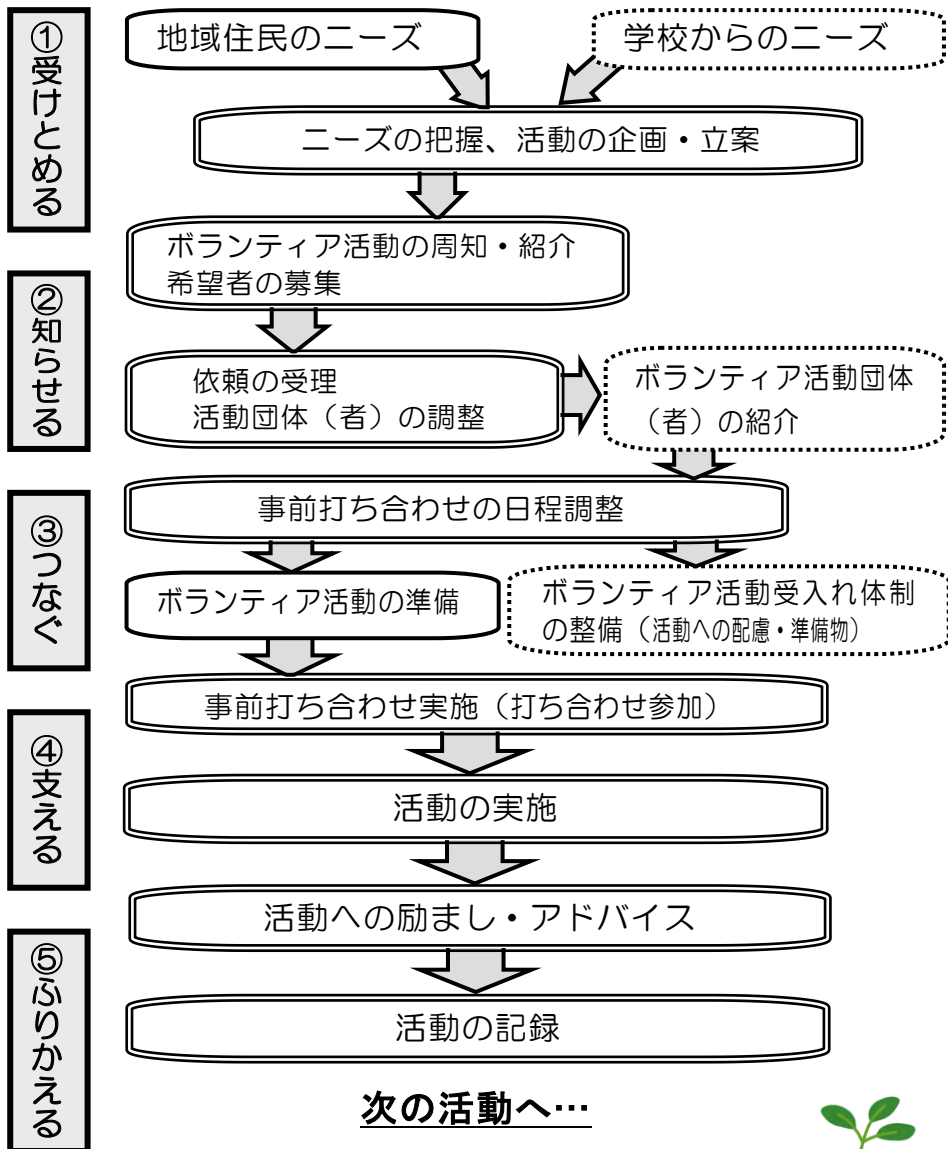 ①受けとめる
地域住民のニーズ
学校からのニーズ
ニーズの把握、活動の企画・立案
ボランティア活動の周知・紹介
希望者の募集
②知らせる
依頼の受理
活動団体（者）の調整
ボランティア活動団体
（者）の紹介
③つなぐ
事前打ち合わせの日程調整
ボランティア活動の準備
ボランティア活動受入れ体制
の整備（活動への配慮・準備物）
事前打ち合わせ実施（打ち合わせ参加）
④支える
活動の実施
活動への励まし・アドバイス
⑤ふりかえる
活動の記録
次の活動へ…